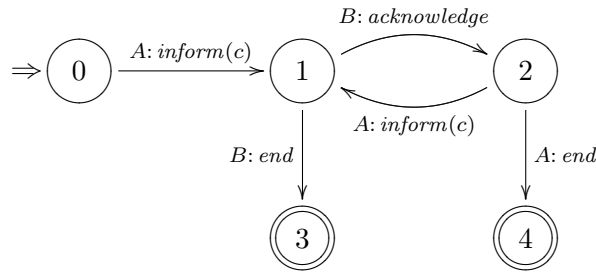 B: acknowledge
A: inform(c)
⇒ 0 1 2
A: inform(c)
B: end A: end
3 4